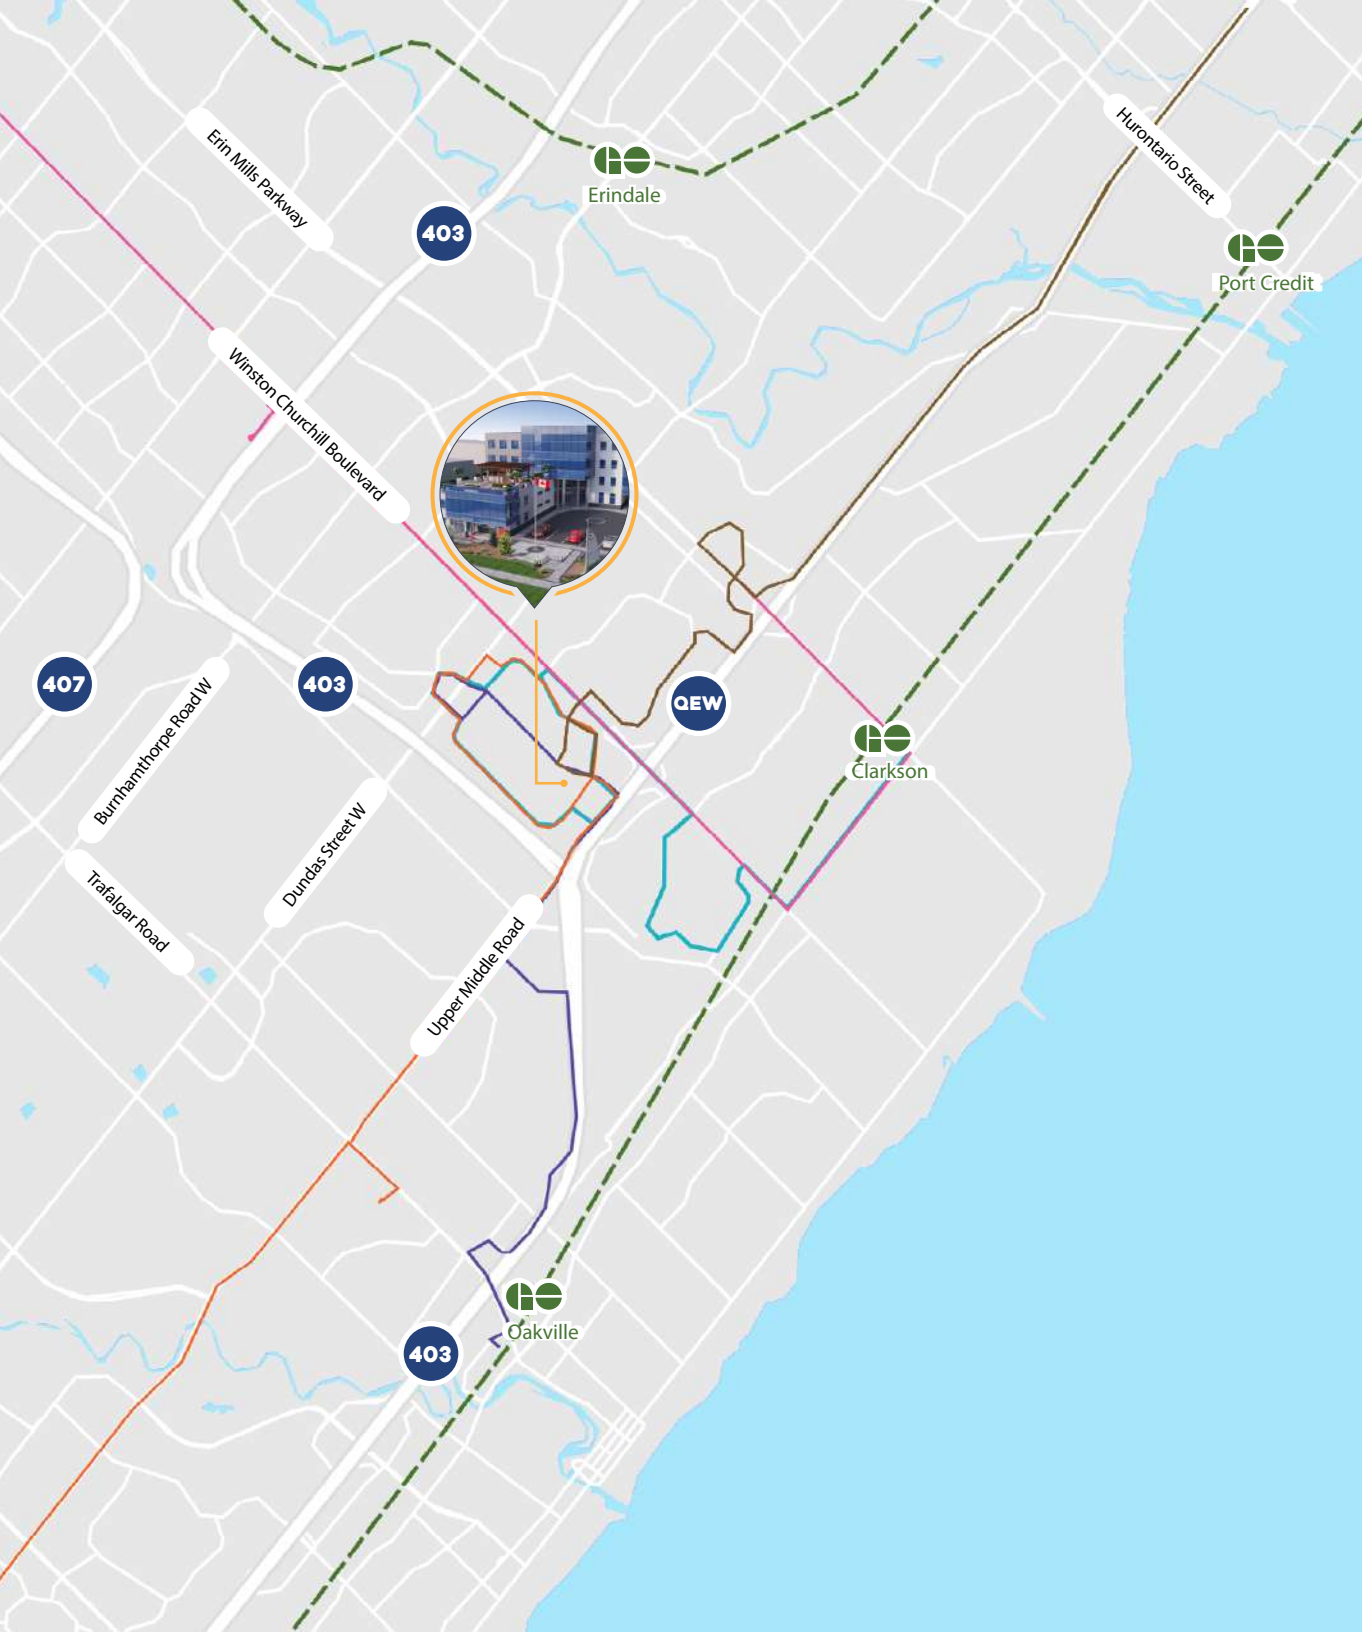 Erin Mills Parkway
Hurontario Street
Erindale
403
Port Credit
Winston Churchill Boulevard
407
403
QEW
Burnhamthorpe Road W
Clarkson
Dundas Street W
Trafalgar Road
Upper Middle Road
Oakville
403